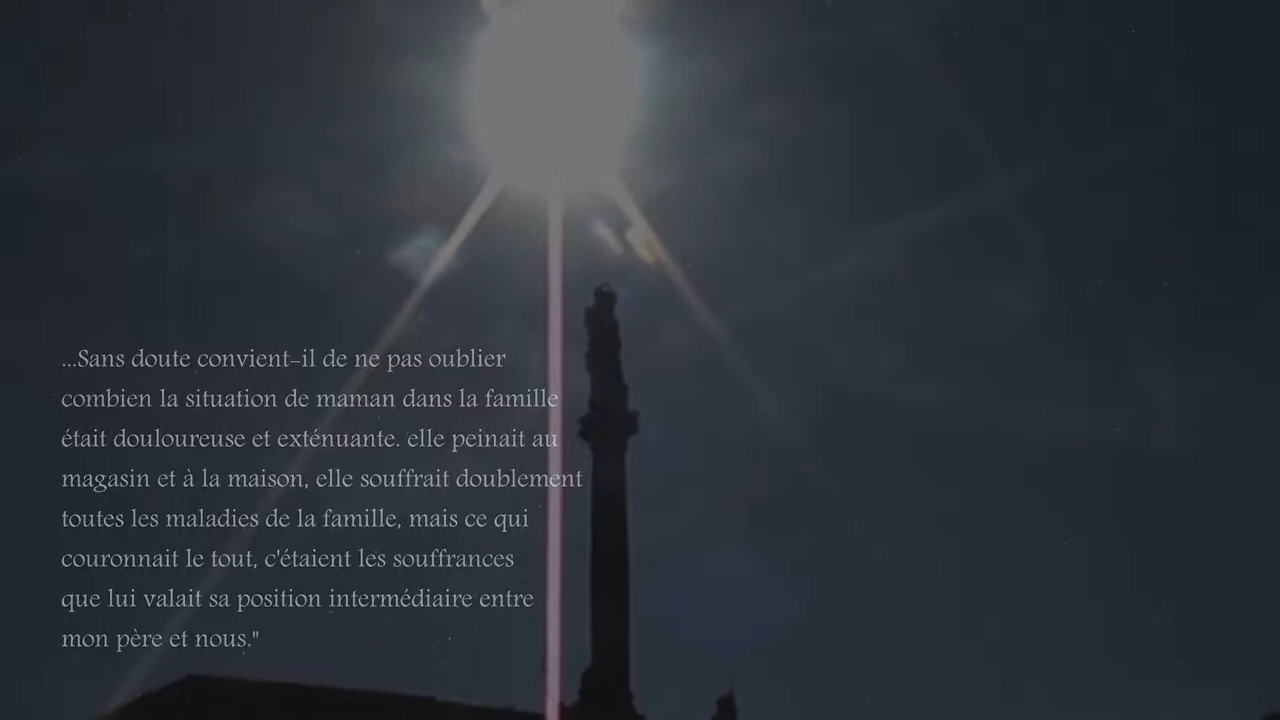 ...Sans doute convient-il de ne pas oublier
combien la situation de maman dans la famille
était douloureuse et exténuante. elle peinait au
magasin et à la maison, elle souffrait doublement
toutes les maladies de la famille, mais ce qui
couronnait le tout, c'étaient les souffrances
que lui valait sa position intermédiaire entre
mon père et nous."